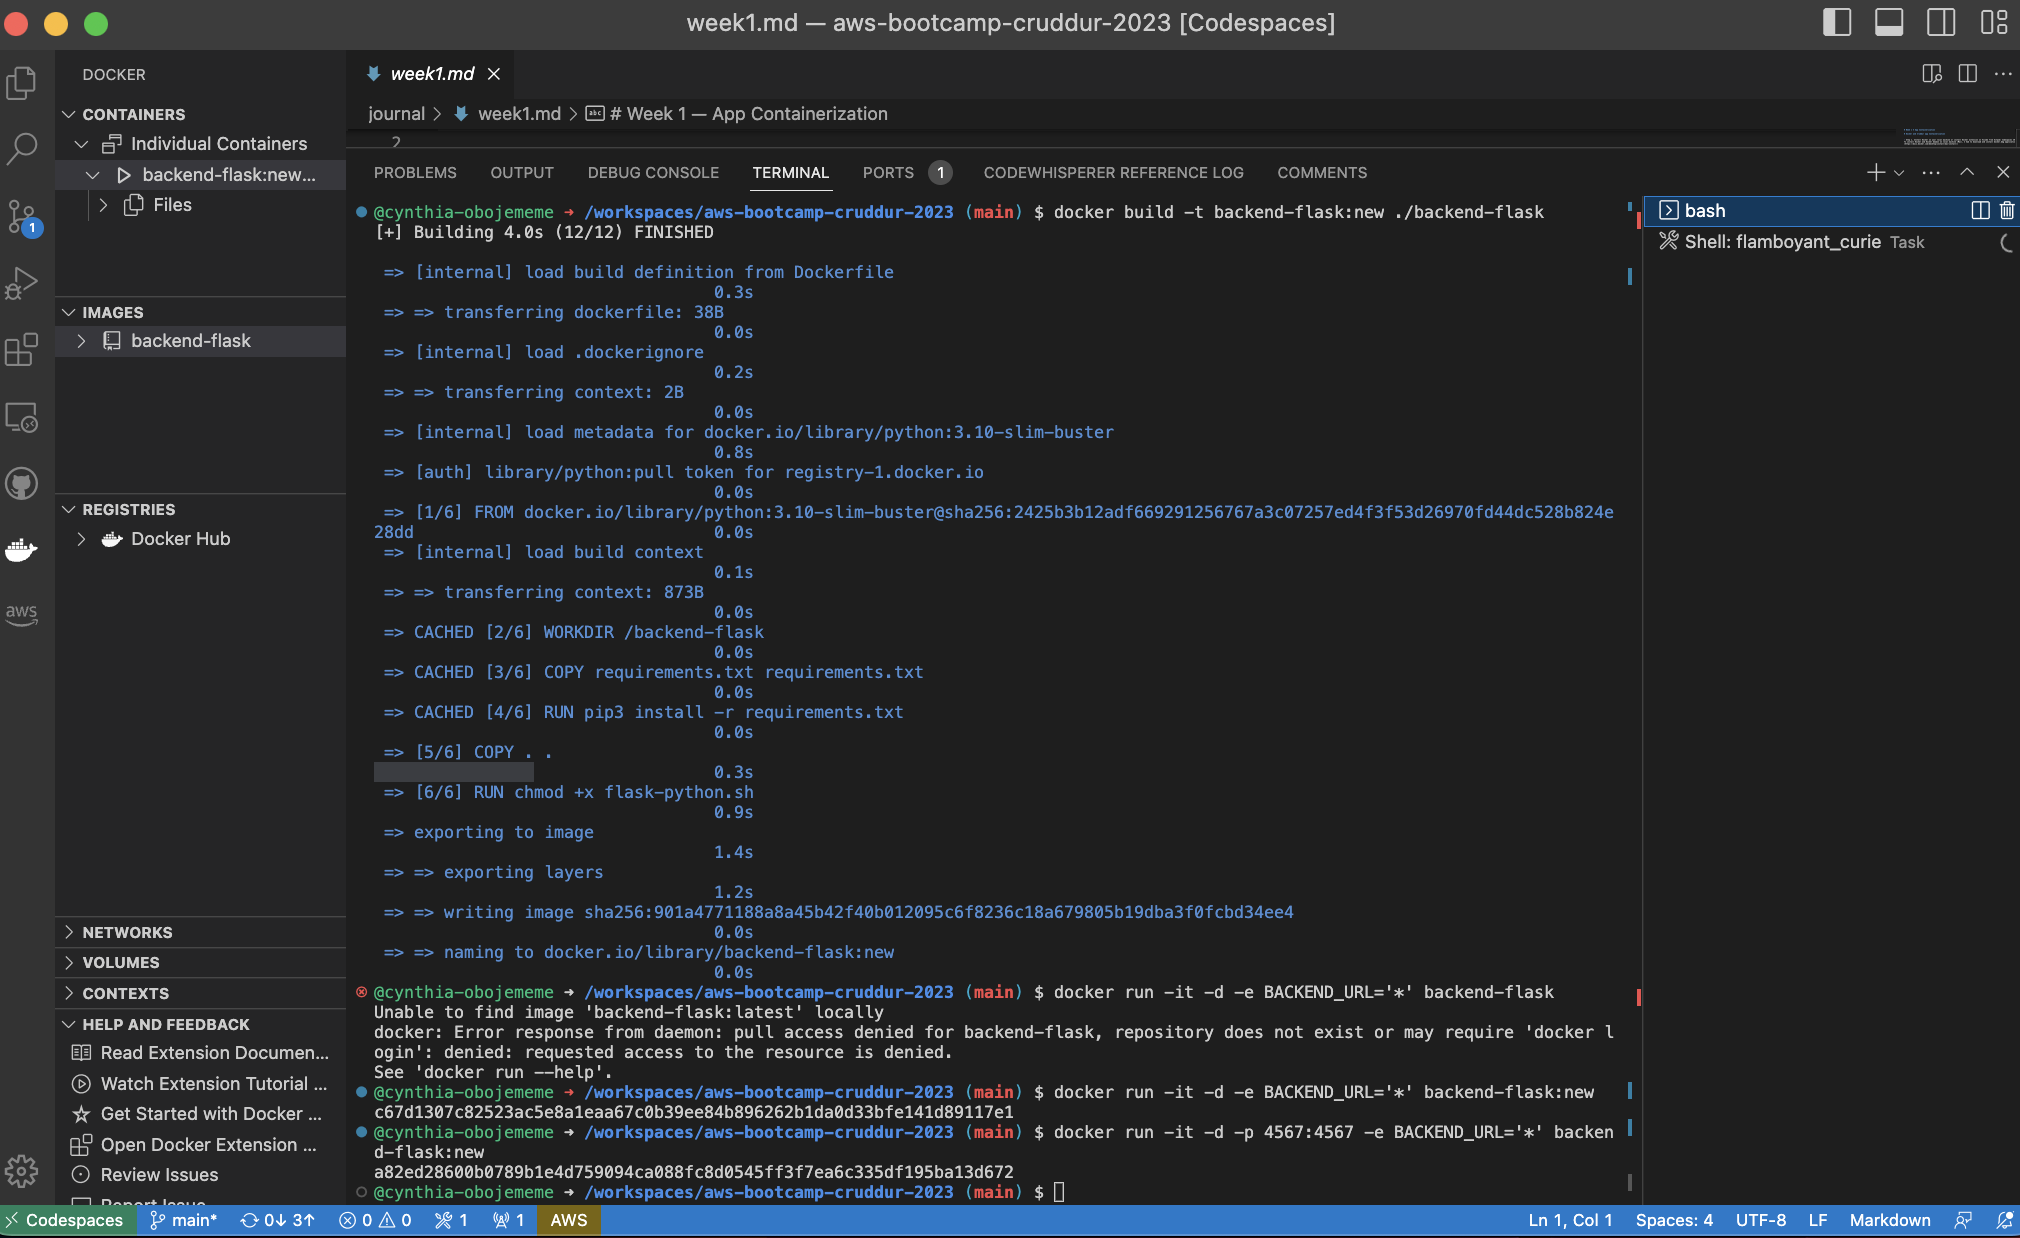 week1.md — aws-bootcamp-cruddur-2023 [Codespaces]
DOCKER
CONTAINERS
Individual Containers
backend-flask:new...
Files
IMAGES
backend-flask
REGISTRIES
Docker Hub
NETWORKS
VOLUMES
CONTEXTS
HELP AND FEEDBACK
Read Extension Documen...
Watch Extension Tutorial ...
Get Started with Docker ...
Open Docker Extension ...
Review Issues
Report Issue
1
aws
week1.md
journal > week1.md > # Week 1 — App Containerization
2
PROBLEMS OUTPUT DEBUG CONSOLE TERMINAL PORTS 1 CODEWHISPERER REFERENCE LOG COMMENTS
@cynthia-obojememe → /workspaces/aws-bootcamp-cruddur-2023 (main) $ docker build -t backend-flask:new ./backend-flask
[+] Building 4.0s (12/12) FINISHED
=> [internal] load build definition from Dockerfile
0.3s
=> => transferring dockerfile: 38B
0.0s
=> [internal] load .dockerignore
0.2s
=> => transferring context: 2B
0.0s
=> [internal] load metadata for docker.io/library/python:3.10-slim-buster
0.8s
=> [auth] library/python:pull token for registry-1.docker.io
0.0s
=> [1/6] FROM docker.io/library/python:3.10-slim-buster@sha256:2425b3b12adf669291256767a3c07257ed4f3f53d26970fd44dc528b824e
28dd 0.0s
=> [internal] load build context
0.1s
=> => transferring context: 873B
0.0s
=> CACHED [2/6] WORKDIR /backend-flask
0.0s
=> CACHED [3/6] COPY requirements.txt requirements.txt
0.0s
=> CACHED [4/6] RUN pip3 install -r requirements.txt
0.0s
=> [5/6] COPY . .
0.3s
=> [6/6] RUN chmod +x flask-python.sh
0.9s
=> exporting to image
1.4s
=> => exporting layers
1.2s
=> => writing image sha256:901a4771188a8a45b42f40b012095c6f8236c18a679805b19dba3f0fcbd34ee4
0.0s
=> => naming to docker.io/library/backend-flask:new
0.0s
@cynthia-obojememe → /workspaces/aws-bootcamp-cruddur-2023 (main) $ docker run -it -d -e BACKEND_URL='*' backend-flask
Unable to find image 'backend-flask:latest' locally
docker: Error response from daemon: pull access denied for backend-flask, repository does not exist or may require 'docker l
ogin': denied: requested access to the resource is denied.
See 'docker run --help'.
@cynthia-obojememe → /workspaces/aws-bootcamp-cruddur-2023 (main) $ docker run -it -d -e BACKEND_URL='*' backend-flask:new
c67d1307c82523ac5e8a1eaa67c0b39ee84b896262b1da0d33bfe141d89117e1
@cynthia-obojememe → /workspaces/aws-bootcamp-cruddur-2023 (main) $ docker run -it -d -p 4567:4567 -e BACKEND_URL='*' backen
d-flask:new
a82ed28600b0789b1e4d759094ca088fc8d0545ff3f7ea6c335df195ba13d672
@cynthia-obojememe → /workspaces/aws-bootcamp-cruddur-2023 (main) $
bash
Shell: flamboyant_curie Task
Codespaces main* 0↓ 3↑ 0 0 1 1 AWS Ln 1, Col 1 Spaces: 4 UTF-8 LF Markdown